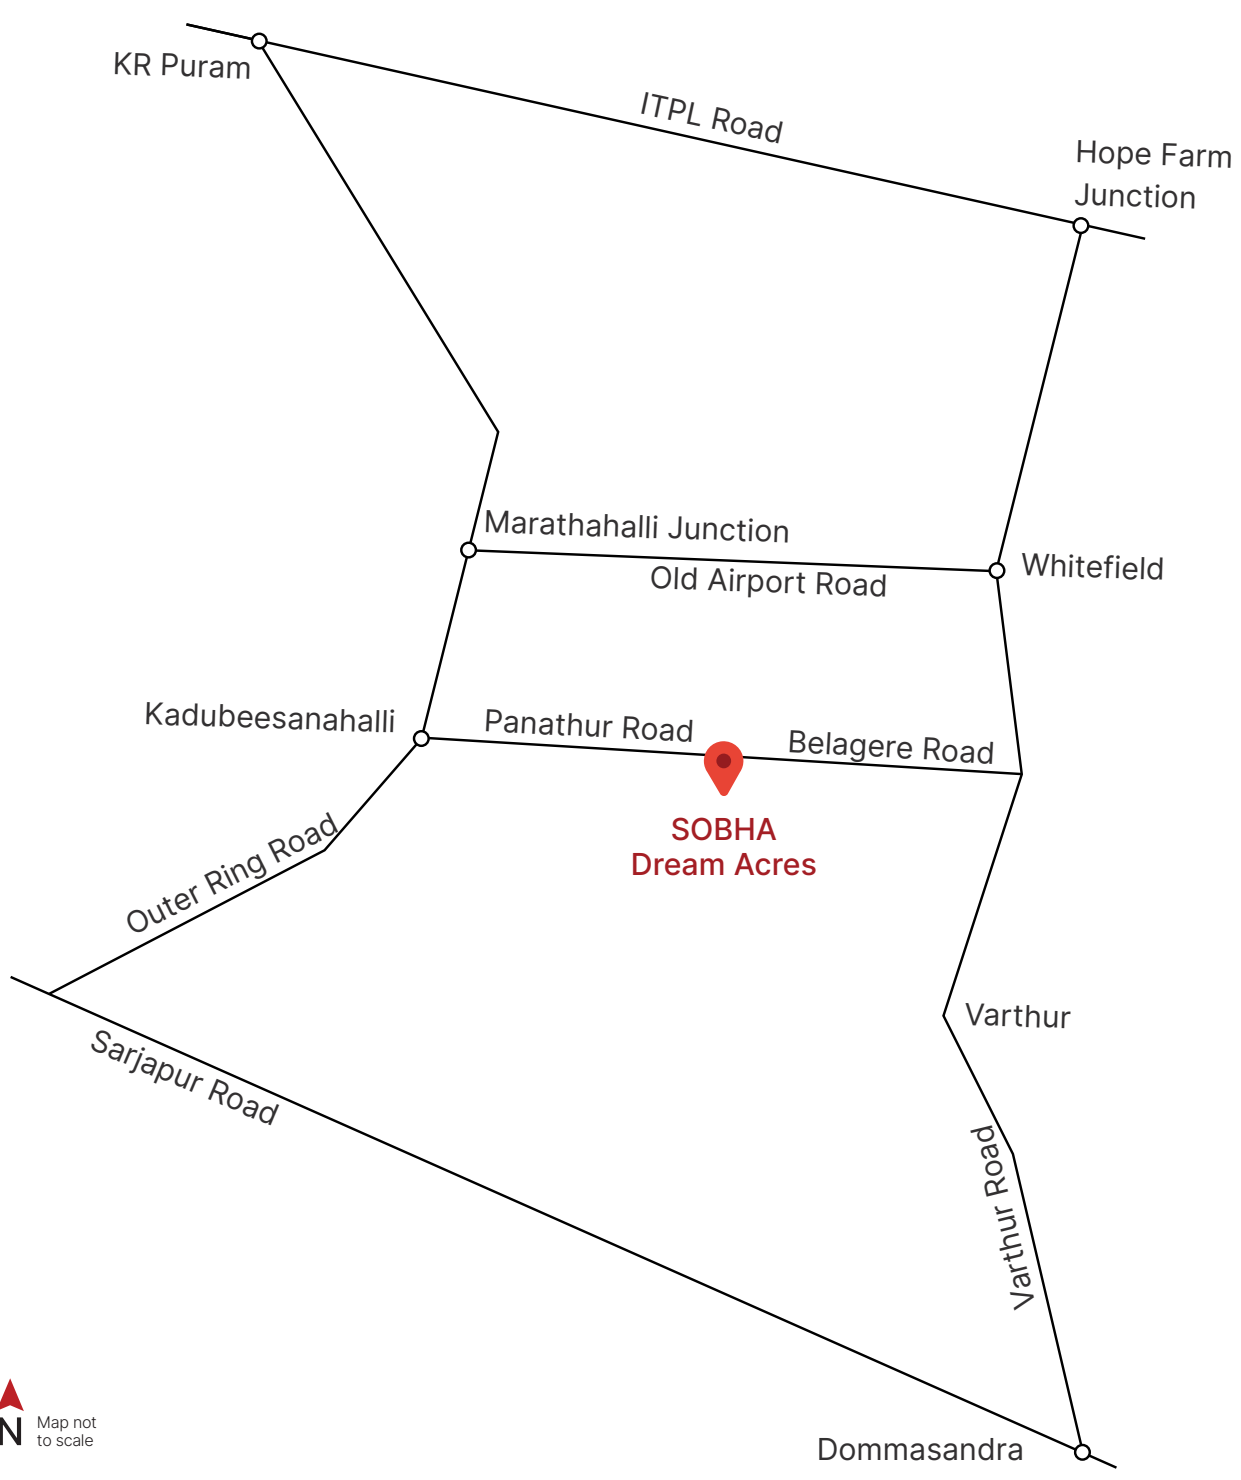 KR Puram
ITPL Road
Hope Farm
Junction
Marathahalli Junction
Old Airport Road
Whitefield
Kadubeesanahalli
Panathur Road
Belagere Road
SOBHA
Dream Acres
Outer Ring Road
Sarjapur Road
Varthur
Varthur Road
N
Map not
to scale
Dommasandra